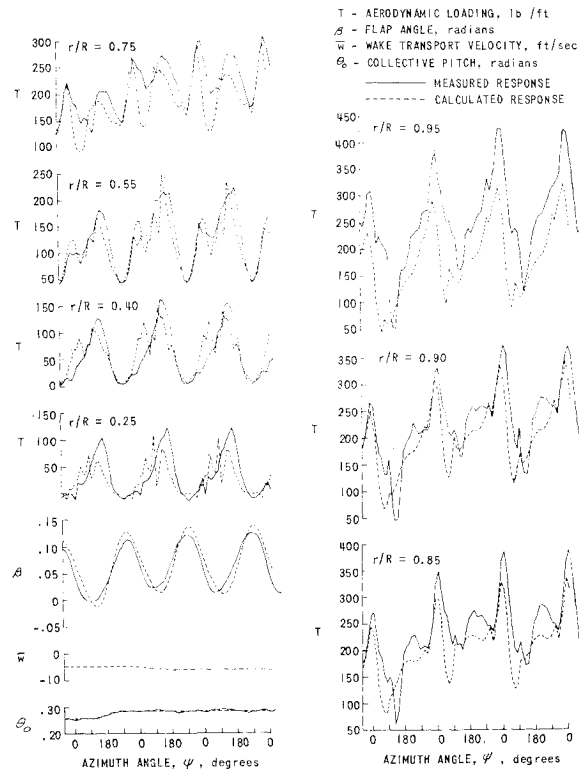 T - AERODYNAMIC LOADING, lb /ft
β - FLAP ANGLE, radians
w̅ - WAKE TRANSPORT VELOCITY, ft/sec
θ₀ - COLLECTIVE PITCH, radians
MEASURED RESPONSE
CALCULATED RESPONSE
r/R = 0.75
300
250
200
150
100
T
r/R = 0.55
250
200
150
100
50
T
r/R = 0.40
150
100
50
0
T
r/R = 0.25
150
100
50
0
T
.15
.10
.05
0
-.05
β
0
-10
w̅
.30
.20
.20
θ₀
0 180 0 180 0 180 0
AZIMUTH ANGLE, ψ , degrees
450
r/R = 0.95
400
350
300
250
200
150
100
50
T
r/R = 0.90
350
300
250
200
150
100
50
T
400
r/R = 0.85
350
300
250
200
150
100
50
T
0 180 0 180. 0 180 0
AZIMUTH ANGLE, ψ , degrees